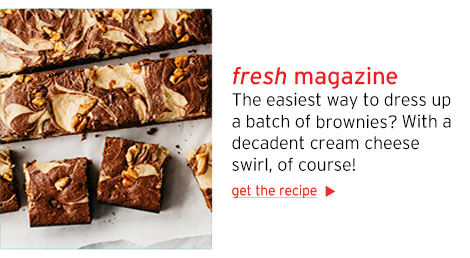 fresh magazine
The easiest way to dress up
a batch of brownies? With a
decadent cream cheese
swirl, of course!
get the recipe ▶